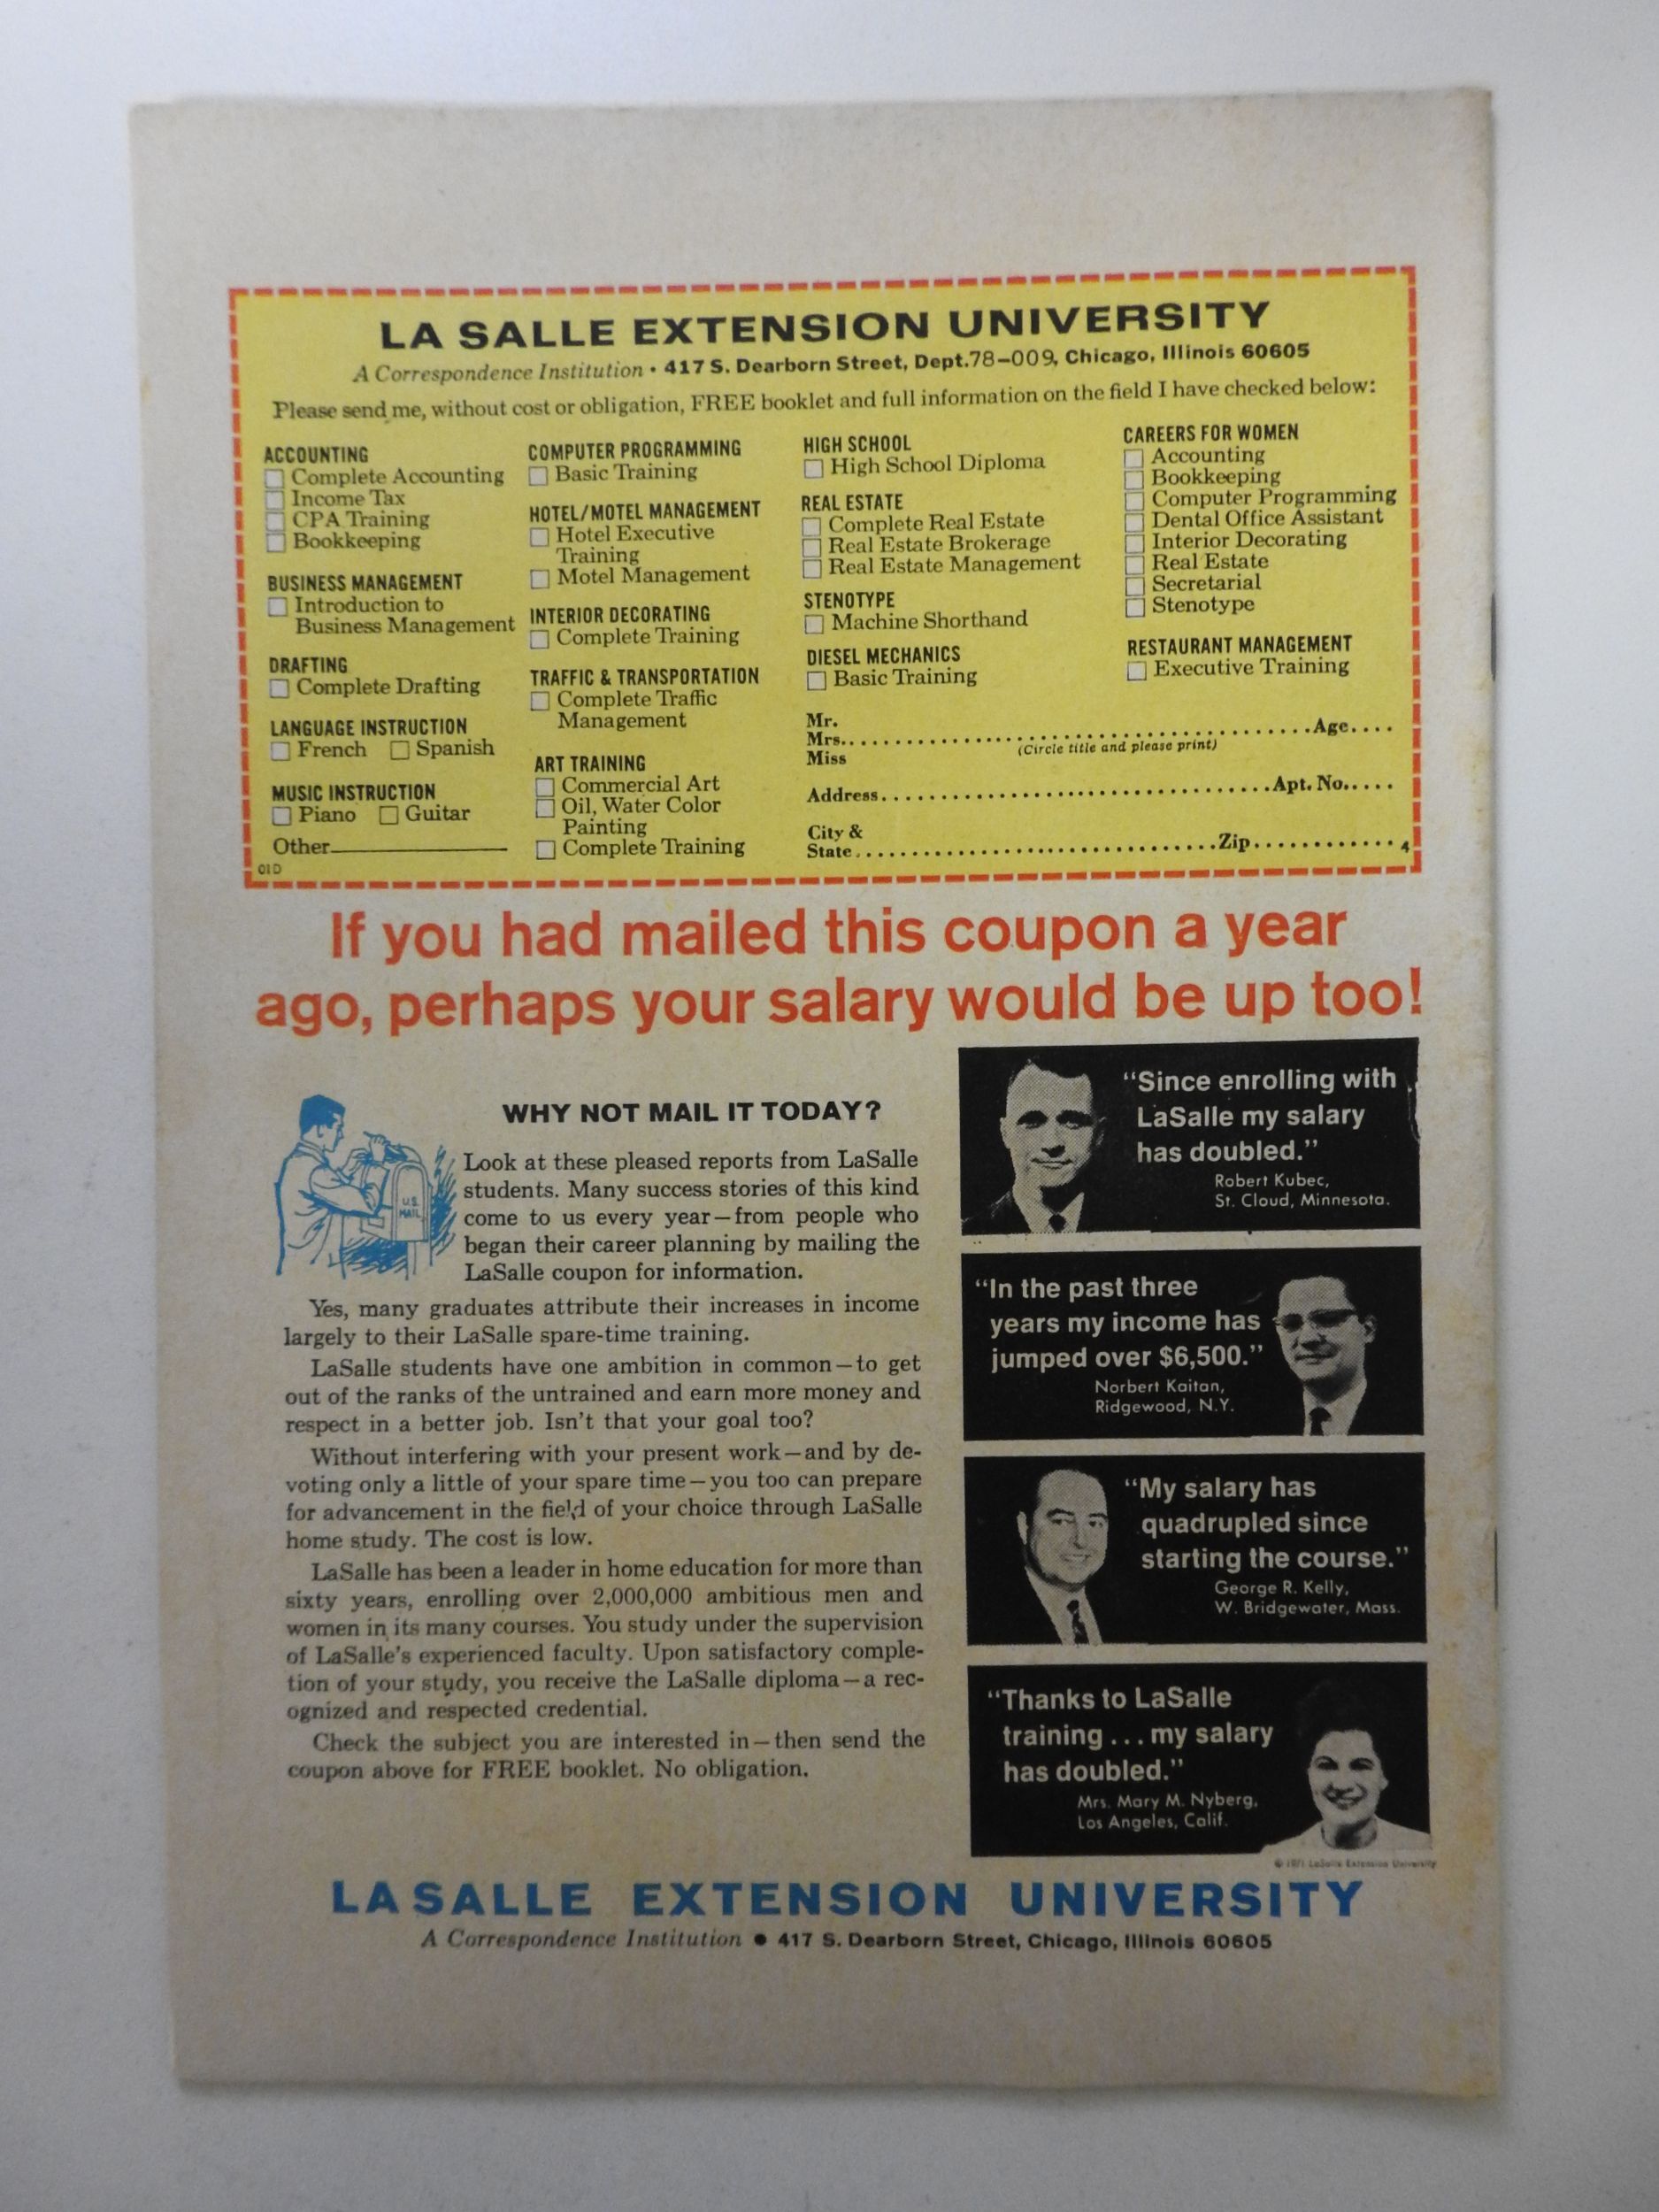 LA SALLE EXTENSION UNIVERSITY
A Correspondence Institution • 417 S. Dearborn Street, Dept.78-009, Chicago, Illinois 60605
Please send me, without cost or obligation, FREE booklet and full information on the field I have checked below:
ACCOUNTING
Complete Accounting
Income Tax
CPA Training
Bookkeeping
BUSINESS MANAGEMENT
Introduction to
Business Management
DRAFTING
Complete Drafting
LANGUAGE INSTRUCTION
French Spanish
MUSIC INSTRUCTION
Piano Guitar
Other
01D
COMPUTER PROGRAMMING
Basic Training
HOTEL/MOTEL MANAGEMENT
Hotel Executive
Training
Motel Management
INTERIOR DECORATING
Complete Training
TRAFFIC & TRANSPORTATION
Complete Traffic
Management
ART TRAINING
Commercial Art
Oil, Water Color
Painting
Complete Training
HIGH SCHOOL
High School Diploma
REAL ESTATE
Complete Real Estate
Real Estate Brokerage
Real Estate Management
STENOTYPE
Machine Shorthand
DIESEL MECHANICS
Basic Training
CAREERS FOR WOMEN
Accounting
Bookkeeping
Computer Programming
Dental Office Assistant
Interior Decorating
Real Estate
Secretarial
Stenotype
RESTAURANT MANAGEMENT
Executive Training
Mr.
Mrs. Age
(Circle title and please print)
Miss
Address Apt. No.
City &
State Zip 4
If you had mailed this coupon a year
ago, perhaps your salary would be up too!
U.S.
MAIL
WHY NOT MAIL IT TODAY?
Look at these pleased reports from LaSalle
students. Many success stories of this kind
come to us every year—from people who
began their career planning by mailing the
LaSalle coupon for information.
Yes, many graduates attribute their increases in income
largely to their LaSalle spare-time training.
LaSalle students have one ambition in common—to get
out of the ranks of the untrained and earn more money and
respect in a better job. Isn't that your goal too?
Without interfering with your present work—and by de-
voting only a little of your spare time—you too can prepare
for advancement in the field of your choice through LaSalle
home study. The cost is low.
LaSalle has been a leader in home education for more than
sixty years, enrolling over 2,000,000 ambitious men and
women in its many courses. You study under the supervision
of LaSalle's experienced faculty. Upon satisfactory comple-
tion of your study, you receive the LaSalle diploma—a rec-
ognized and respected credential.
Check the subject you are interested in—then send the
coupon above for FREE booklet. No obligation.
"Since enrolling with
LaSalle my salary
has doubled."
Robert Kubec,
St. Cloud, Minnesota.
"In the past three
years my income has
jumped over $6,500."
Norbert Kaitan,
Ridgewood, N.Y.
"My salary has
quadrupled since
starting the course."
George R. Kelly,
W. Bridgewater, Mass.
"Thanks to LaSalle
training ... my salary
has doubled."
Mrs. Mary M. Nyberg,
Los Angeles, Calif.
© 1971 LaSalle Extension University
LA SALLE EXTENSION UNIVERSITY
A Correspondence Institution • 417 S. Dearborn Street, Chicago, Illinois 60605